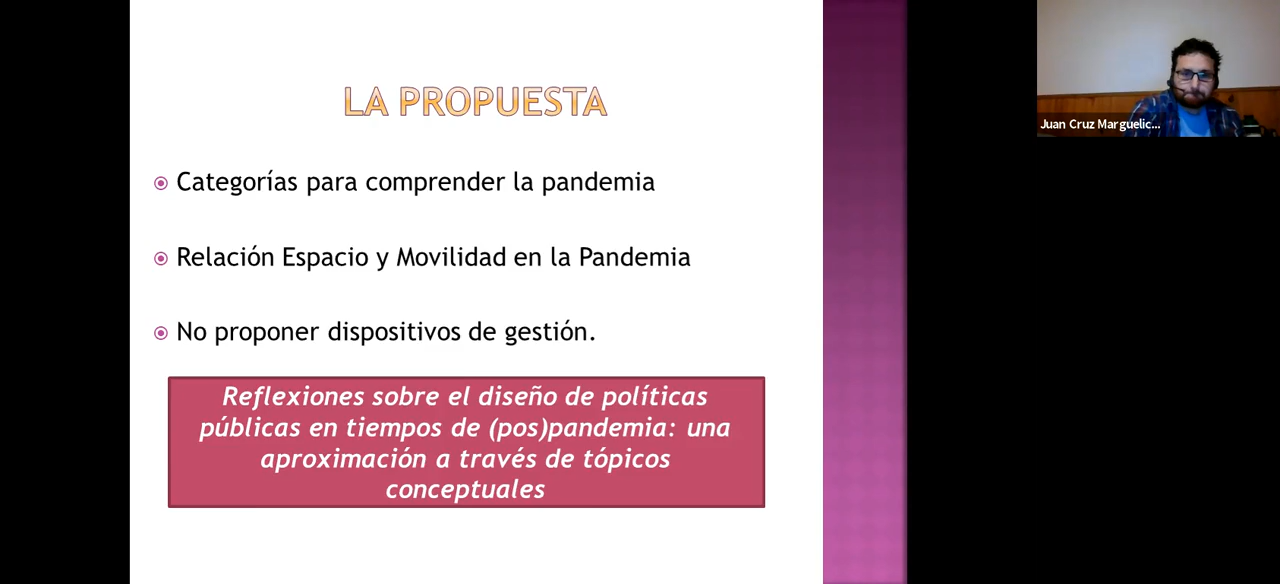 LA PROPUESTA
Categorías para comprender la pandemia
Relación Espacio y Movilidad en la Pandemia
No proponer dispositivos de gestión.
Reflexiones sobre el diseño de políticas
públicas en tiempos de (pos)pandemia: una
aproximación a través de tópicos
conceptuales
Juan Cruz Marguelic...